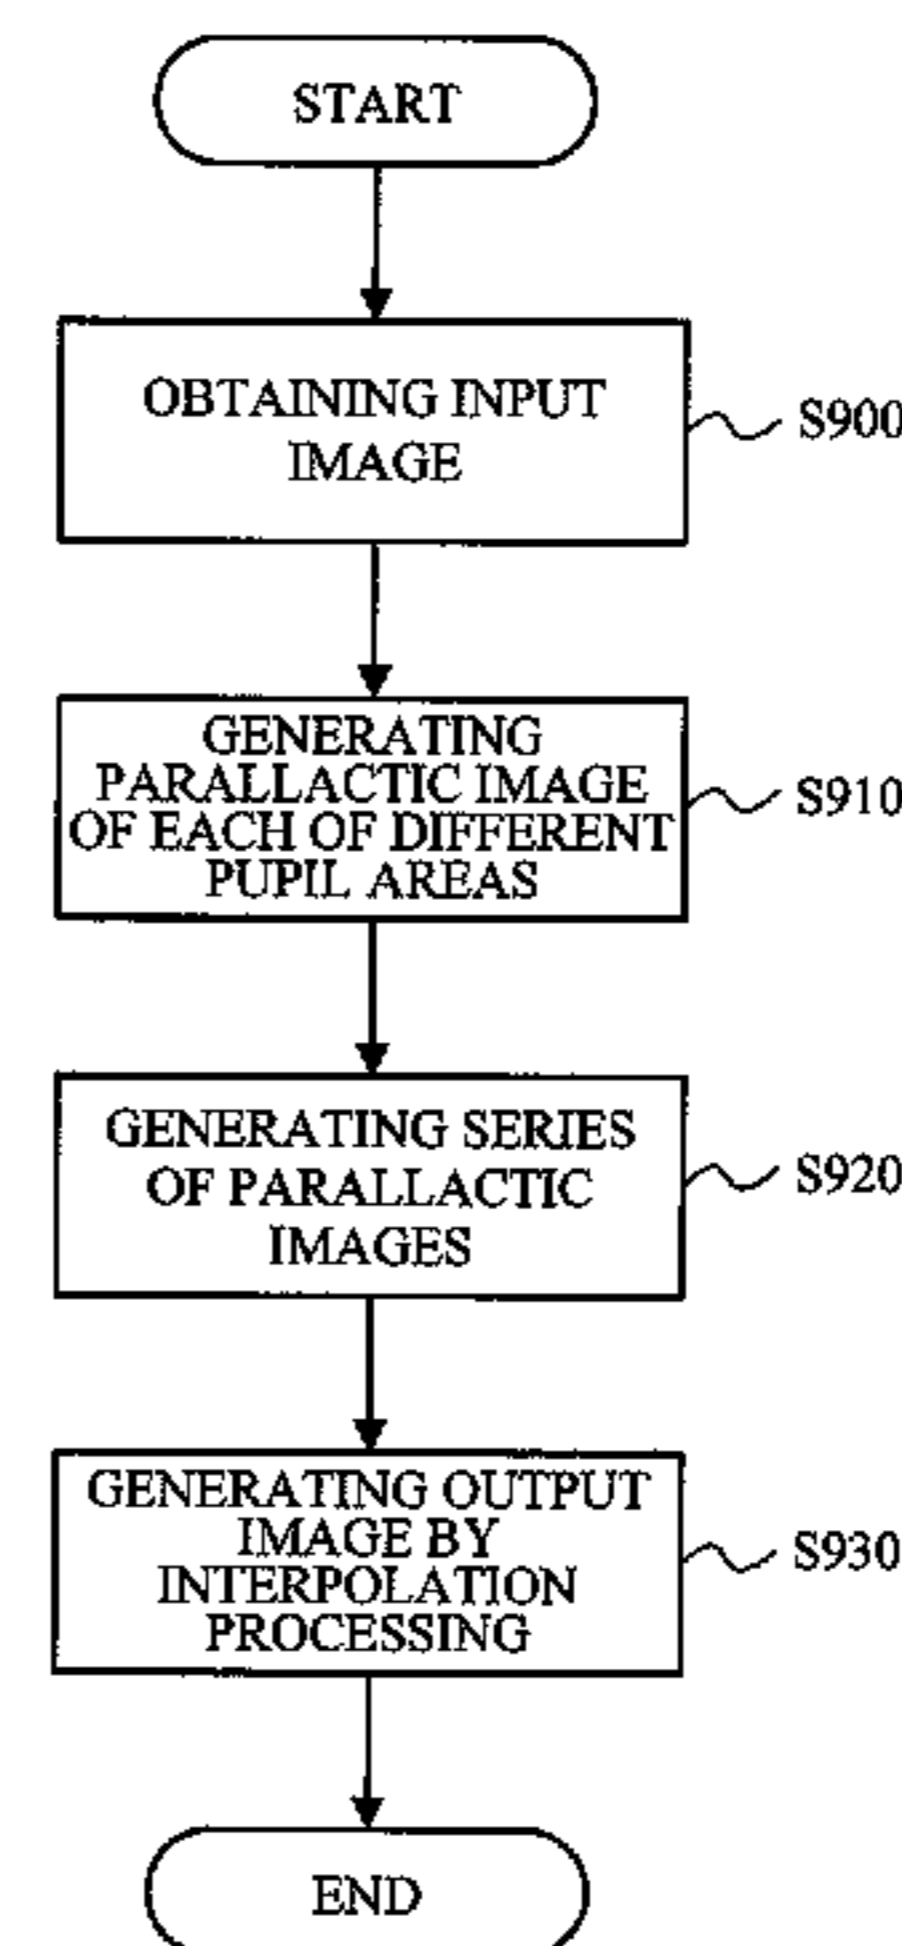 START
OBTAINING INPUT
IMAGE
S900
GENERATING
PARALLACTIC IMAGE
OF EACH OF DIFFERENT
PUPIL AREAS
S910
GENERATING SERIES
OF PARALLACTIC
IMAGES
S920
GENERATING OUTPUT
IMAGE BY
INTERPOLATION
PROCESSING
S930
END